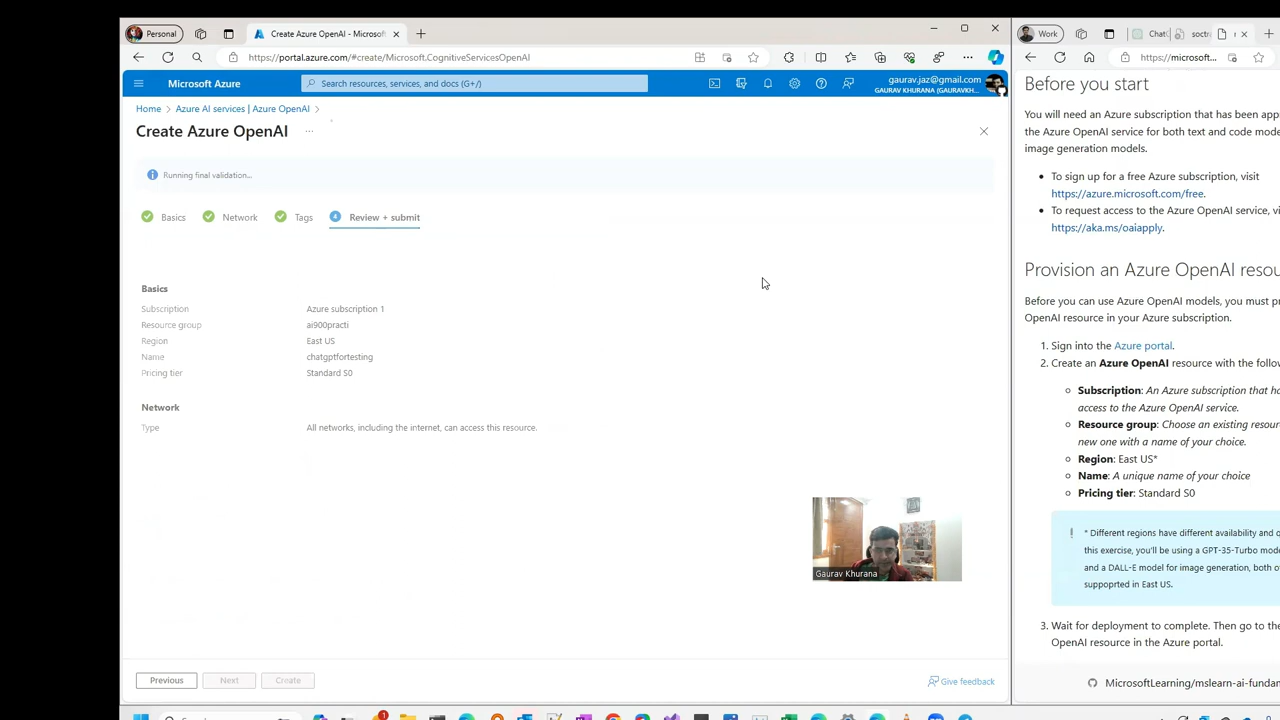 Personal
Create Azure OpenAI - Microsof
https://portal.azure.com/#create/Microsoft.CognitiveServicesOpenAI
Microsoft Azure
Search resources, services, and docs (G+/)
gaurav.jaz@gmail.com
GAURAV KHURANA (GAURAVKH...
Home > Azure AI services | Azure OpenAI >
Create Azure OpenAI ...
Running final validation...
Basics
Network
Tags
4 Review + submit
Basics
Subscription Azure subscription 1
Resource group ai900practi
Region East US
Name chatgptfortesting
Pricing tier Standard S0
Network
Type All networks, including the internet, can access this resource.
Gaurav Khurana
Previous
Next
Create
Give feedback
1
Work
Chat
soctr
https://microsoft...
Before you start
You will need an Azure subscription that has been app
the Azure OpenAI service for both text and code mode
image generation models.
• To sign up for a free Azure subscription, visit
https://azure.microsoft.com/free.
• To request access to the Azure OpenAI service, vi
https://aka.ms/oaiapply.
Provision an Azure OpenAI resou
Before you can use Azure OpenAI models, you must pr
OpenAI resource in your Azure subscription.
1. Sign into the Azure portal.
2. Create an Azure OpenAI resource with the follow
Subscription: An Azure subscription that ha
access to the Azure OpenAI service.
Resource group: Choose an existing resour
new one with a name of your choice.
Region: East US*
Name: A unique name of your choice
Pricing tier: Standard S0
! * Different regions have different availability and q
this exercise, you'll be using a GPT-35-Turbo mode
and a DALL-E model for image generation, both o
suppoprted in East US.
3. Wait for deployment to complete. Then go to the
OpenAI resource in the Azure portal.
MicrosoftLearning/mslearn-ai-fundam